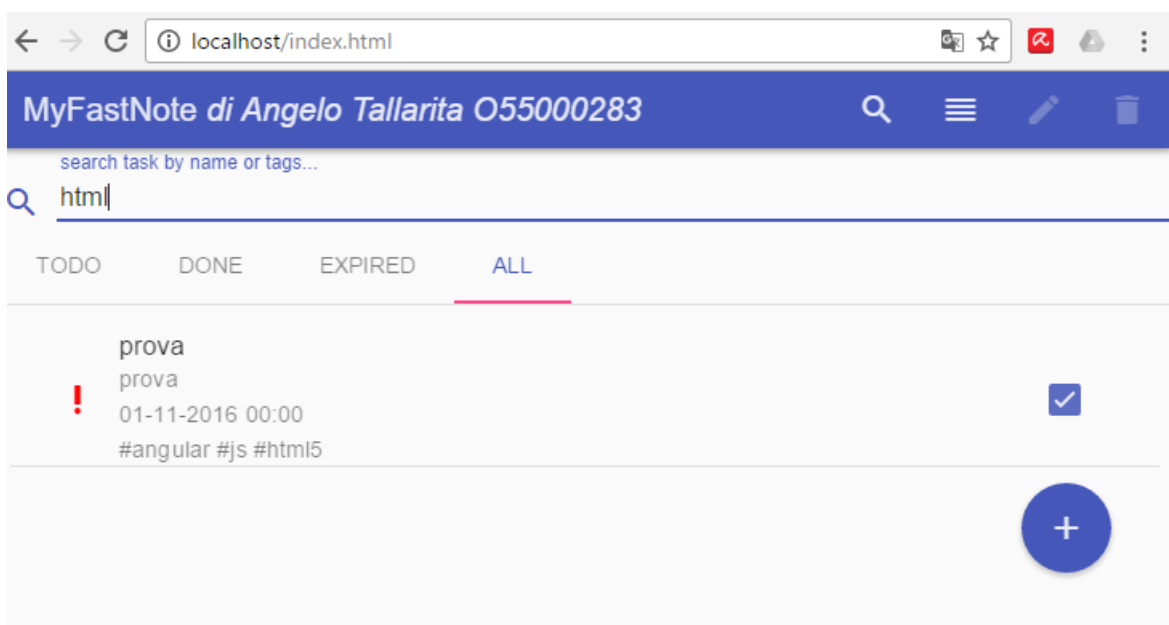 localhost/index.html
MyFastNote di Angelo Tallarita O55000283
search task by name or tags...
html
TODO DONE EXPIRED ALL
prova
prova
01-11-2016 00:00
#angular #js #html5